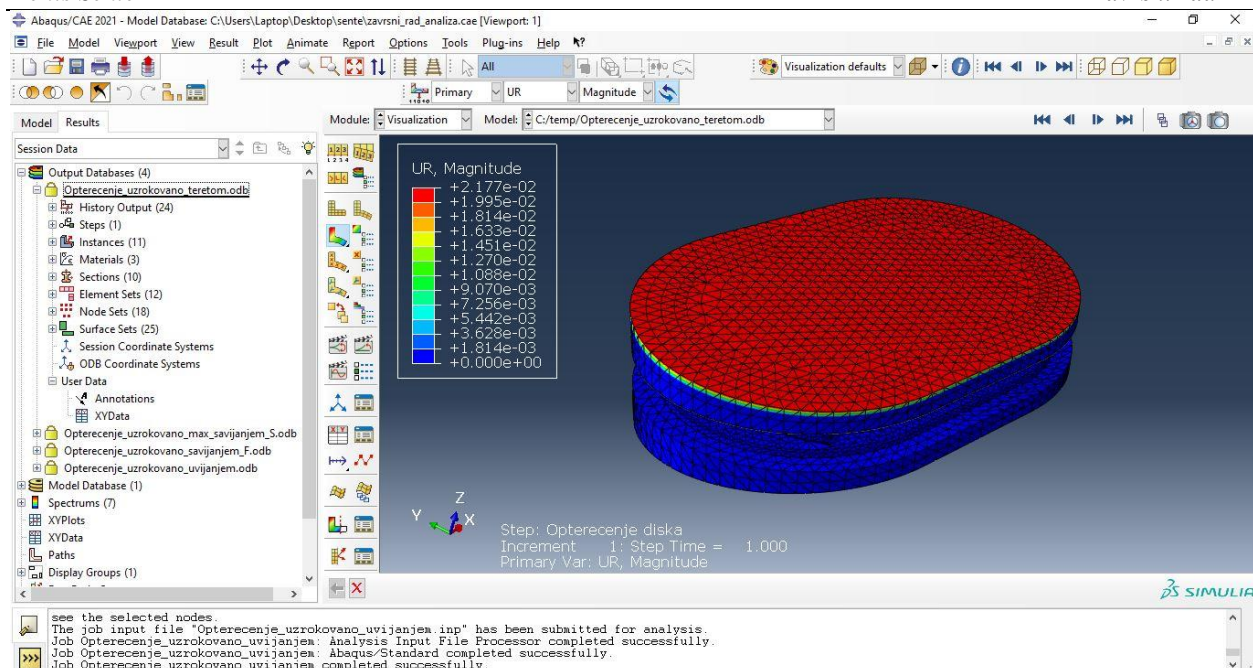 Abaqus/CAE 2021 - Model Database: C:\Users\Laptop\Desktop\sente\zavrsni_rad_analiza.cae [Viewport: 1]
File Model Viewport View Result Plot Animate Report Options Tools Plug-ins Help
All
Visualization defaults
Primary UR Magnitude
Model Results
Module: Visualization Model: C:/temp/Opterecenje_uzrokovano_teretom.odb
Session Data
Output Databases (4)
Opterecenje_uzrokovano_teretom.odb
History Output (24)
Steps (1)
Instances (11)
Materials (3)
Sections (10)
Element Sets (12)
Node Sets (18)
Surface Sets (25)
Session Coordinate Systems
ODB Coordinate Systems
User Data
Annotations
XYData
Opterecenje_uzrokovano_max_savijanjem_S.odb
Opterecenje_uzrokovano_savijanjem_F.odb
Opterecenje_uzrokovano_uvijanjem.odb
Model Database (1)
Spectrums (7)
XYPlots
XYData
Paths
Display Groups (1)
UR, Magnitude
+2.177e-02
+1.995e-02
+1.814e-02
+1.633e-02
+1.451e-02
+1.270e-02
+1.088e-02
+9.070e-03
+7.256e-03
+5.442e-03
+3.628e-03
+1.814e-03
+0.000e+00
Z
Y X
Step: Opterecenje diska
Increment 1: Step Time = 1.000
Primary Var: UR, Magnitude
SIMULIA
see the selected nodes.
The job input file "Opterecenje_uzrokovano_uvijanjem.inp" has been submitted for analysis.
Job Opterecenje_uzrokovano_uvijanjem: Analysis Input File Processor completed successfully.
Job Opterecenje_uzrokovano_uvijanjem: Abaqus/Standard completed successfully.
Job Opterecenje_uzrokovano_uvijanjem completed successfully.